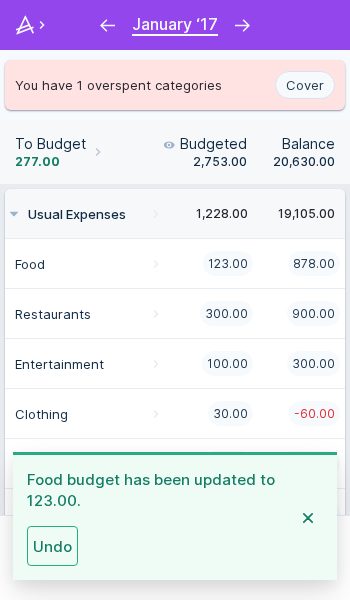 January ‘17
You have 1 overspent categories
Cover
To Budget
Budgeted
Balance
277.00
2,753.00
20,630.00
Usual Expenses 1,228.00 19,105.00
Food 123.00 878.00
Restaurants 300.00 900.00
Entertainment 100.00 300.00
Clothing 30.00 -60.00
Food budget has been updated to
123.00.
Undo